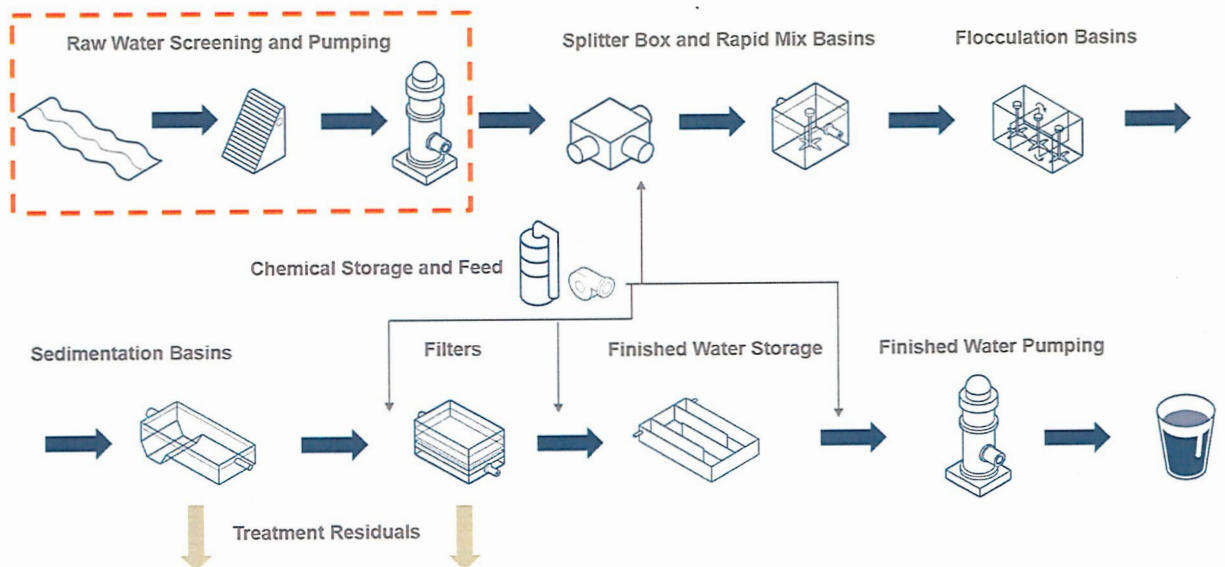 Raw Water Screening and Pumping
Splitter Box and Rapid Mix Basins
Flocculation Basins
Chemical Storage and Feed
Sedimentation Basins
Filters
Finished Water Storage
Finished Water Pumping
Treatment Residuals